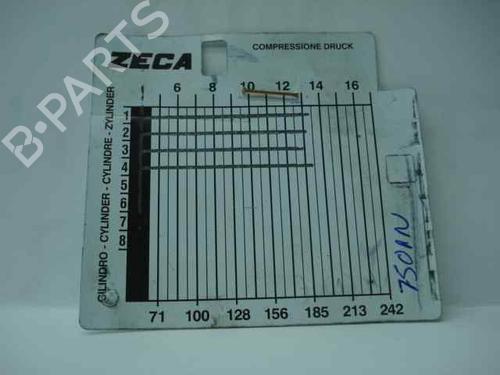 ZECA
COMPRESSIONE DRUCK
6 8 10 12 14 16
CILINDRO - CYLINDER - CYLINDRE - ZYLINDER
1
2
3
4
5
6
7
8
71 100 128 156 185 213 242
B-PARTS